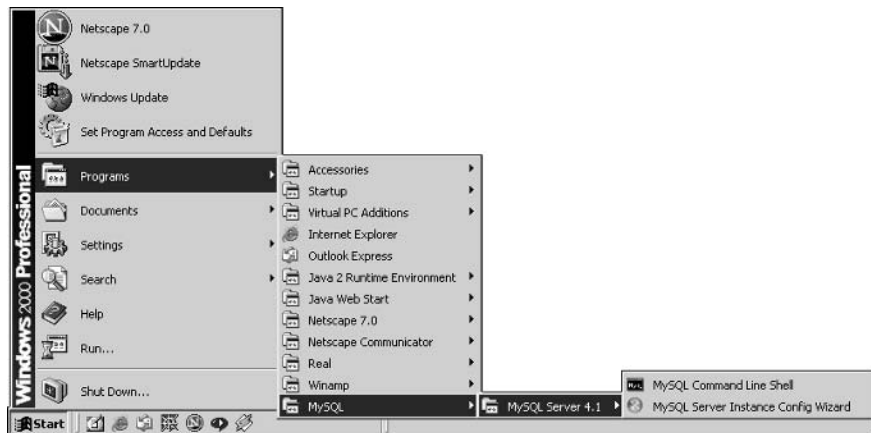 Netscape 7.0
Netscape SmartUpdate
Windows Update
Set Program Access and Defaults
Programs
Documents
Settings
Search
Help
Run...
Shut Down...
Windows 2000 Professional
Start
Accessories
Startup
Virtual PC Additions
Internet Explorer
Outlook Express
Java 2 Runtime Environment
Java Web Start
Netscape 7.0
Netscape Communicator
Real
Winamp
MySQL
MySQL Server 4.1
MySQL Command Line Shell
MySQL Server Instance Config Wizard